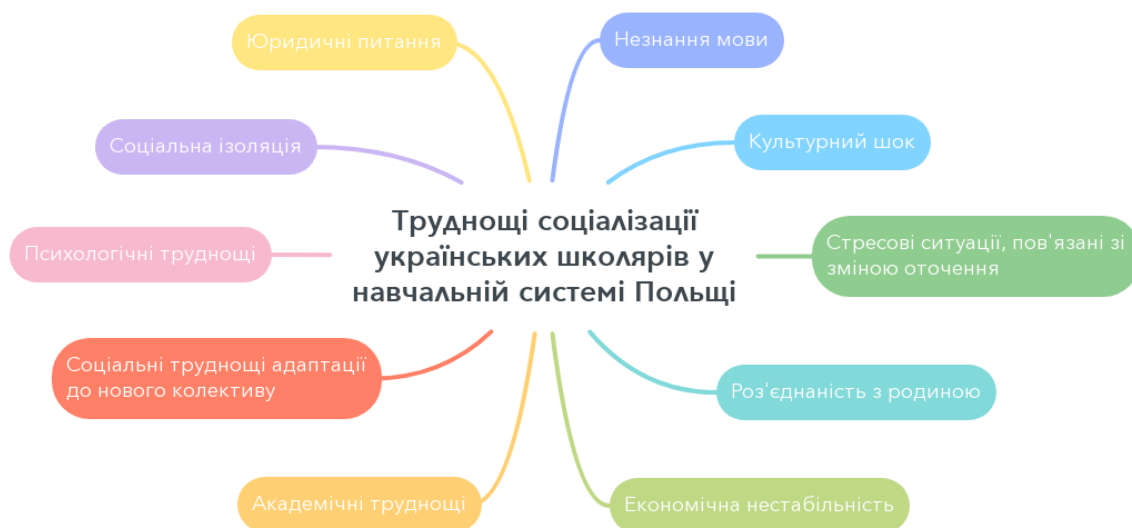 Юридичні питання
Незнання мови
Соціальна ізоляція
Культурний шок
Труднощі соціалізації
українських школярів у
навчальній системі Польщі
Психологічні труднощі
Стресові ситуації, пов'язані зі
зміною оточення
Соціальні труднощі адаптації
до нового колективу
Роз'єднаність з родиною
Академічні труднощі
Економічна нестабільність